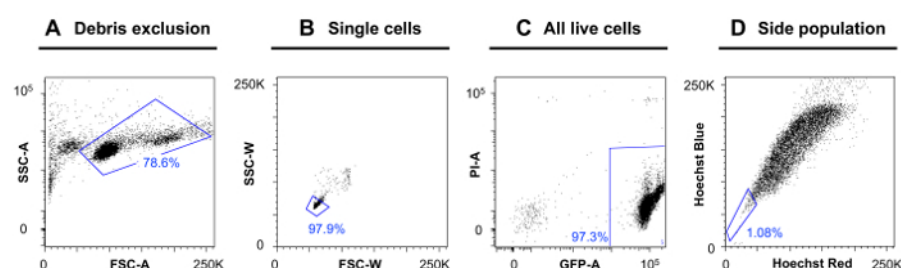 A Debris exclusion
B Single cells
C All live cells
D Side population
10⁵
SSC-A
78.6%
0
FSC-A
250K
250K
SSC-W
97.9%
0
0
FSC-W
250K
10⁵
PI-A
0
97.3%
0
GFP-A
10⁵
250K
Hoechst Blue
1.08%
0
0
Hoechst Red
250K